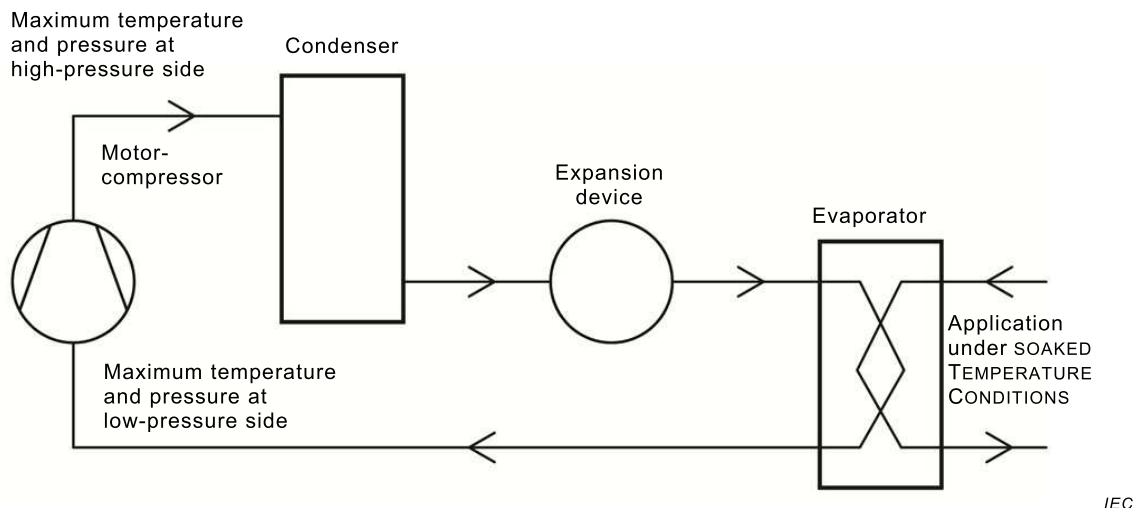 Maximum temperature
and pressure at
high-pressure side
Condenser
Motor-
compressor
Expansion
device
Evaporator
Application
under SOAKED
TEMPERATURE
CONDITIONS
Maximum temperature
and pressure at
low-pressure side
IEC